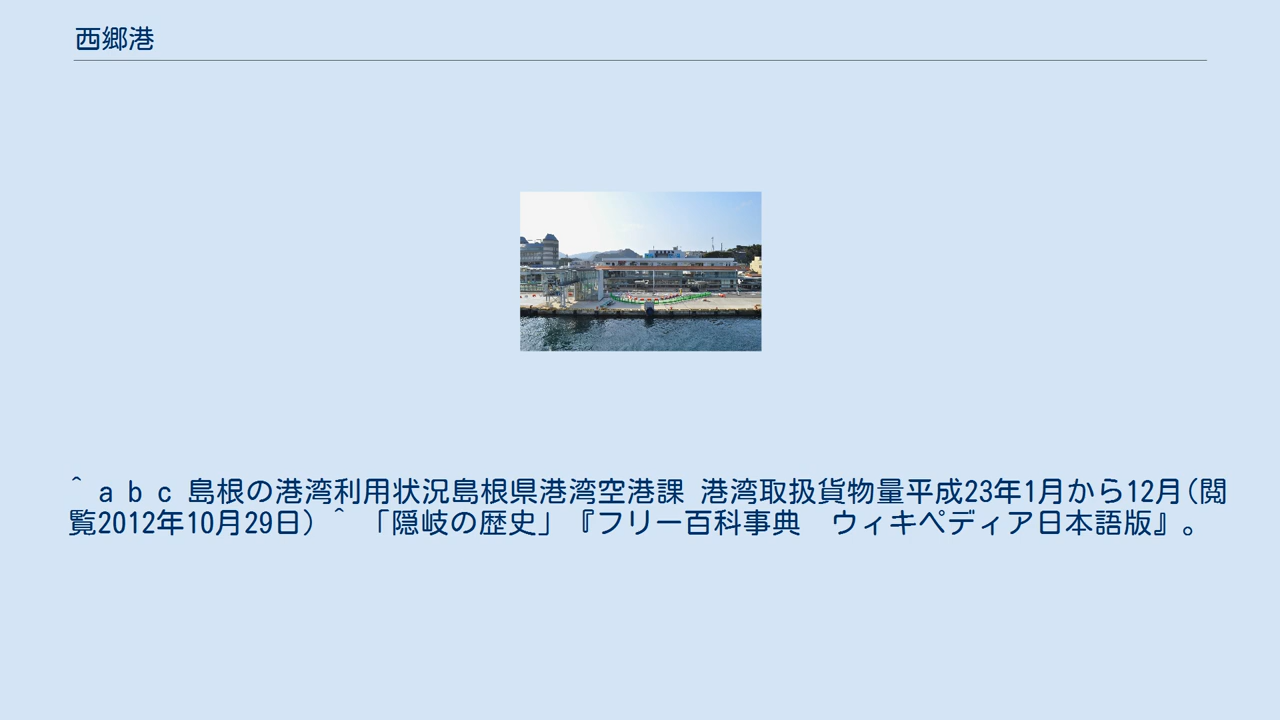 西郷港
^ a b c 島根の港湾利用状況島根県港湾空港課 港湾取扱貨物量平成23年1月から12月(閲
覧2012年10月29日) ^ 「隠岐の歴史」『フリー百科事典　ウィキペディア日本語版』。